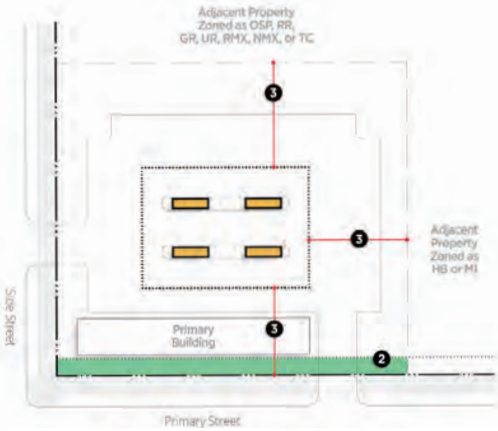 Adjacent Property
Zoned as OSP, RR,
GR, UR, RMX, NMX, or TC
3
3
Adjacent
Property
Zoned as
HB or MI
Side Street
3
Primary
Building
2
Primary Street